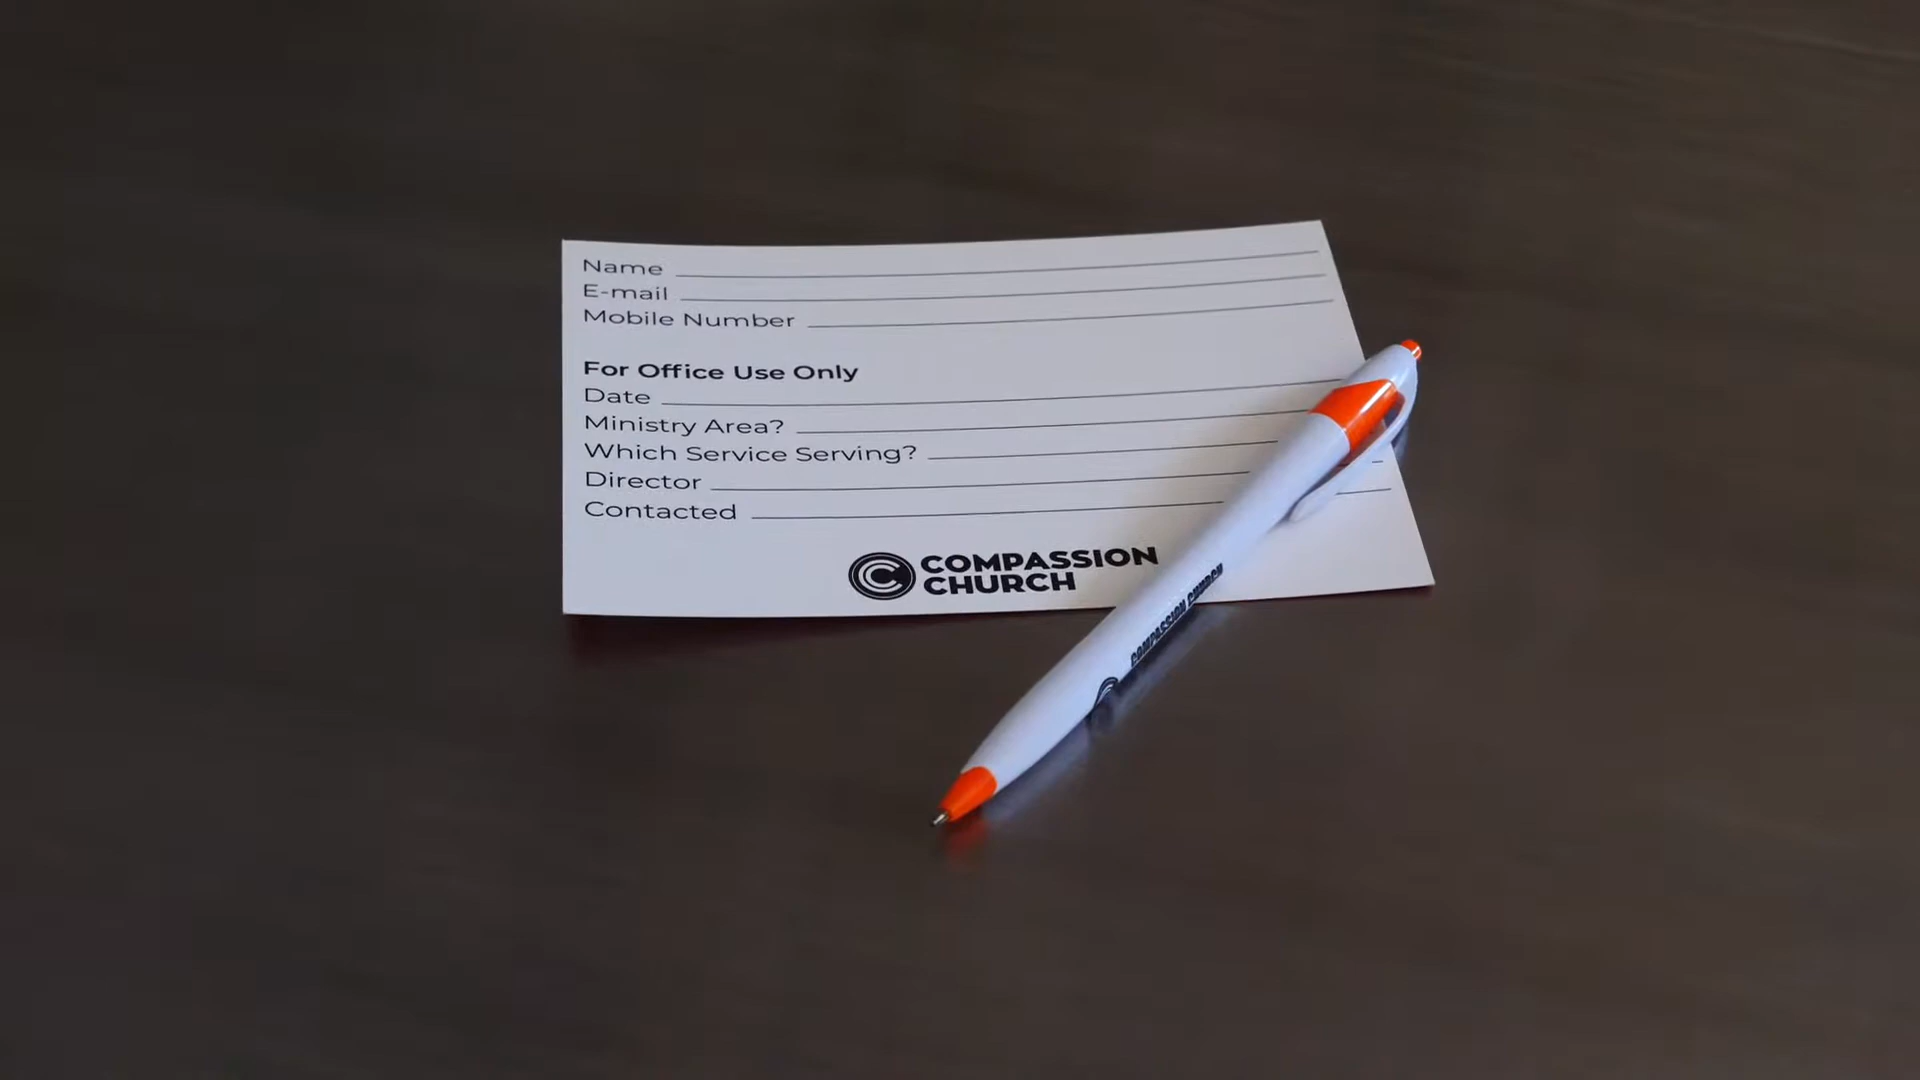 Name
E-mail
Mobile Number
For Office Use Only
Date
Ministry Area?
Which Service Serving?
Director
Contacted
COMPASSION
CHURCH
COMPASSION CHURCH